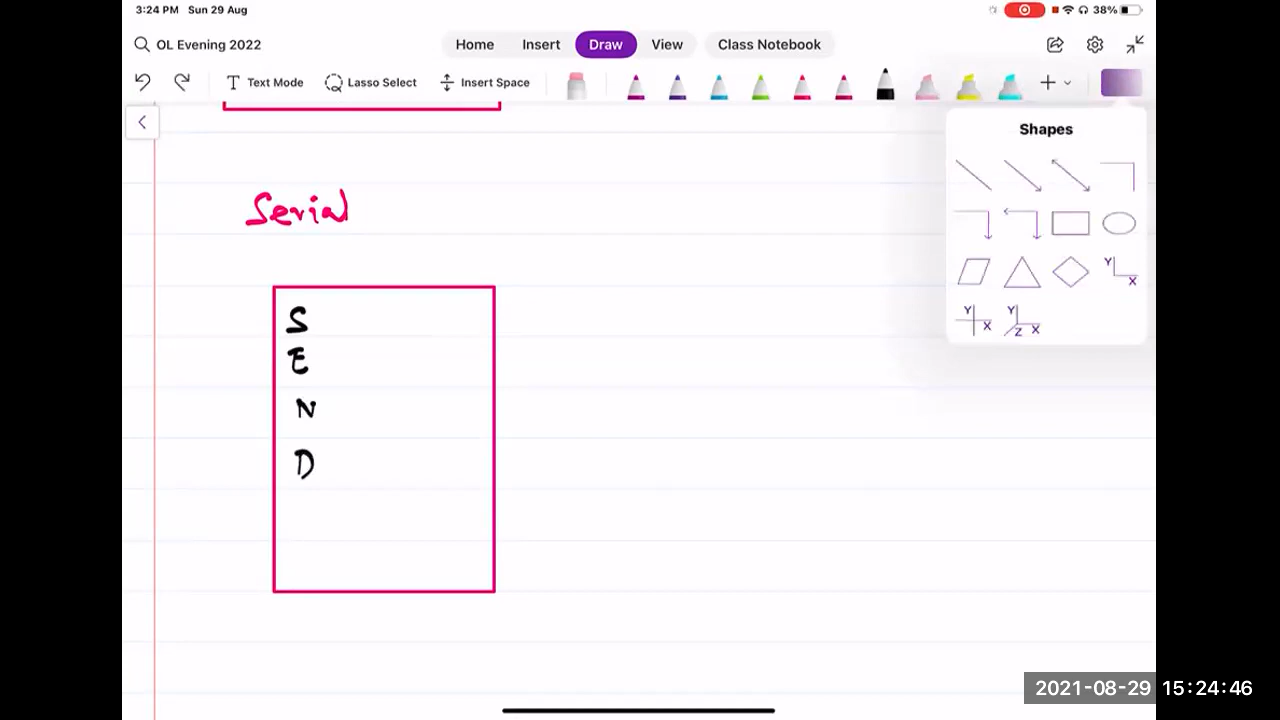 3:24 PM Sun 29 Aug 38%
OL Evening 2022 Home Insert Draw View Class Notebook
Text Mode Lasso Select Insert Space
Shapes
Serial
Y X
Y X Y Z X
S
E
N
D
2021-08-29 15:24:46